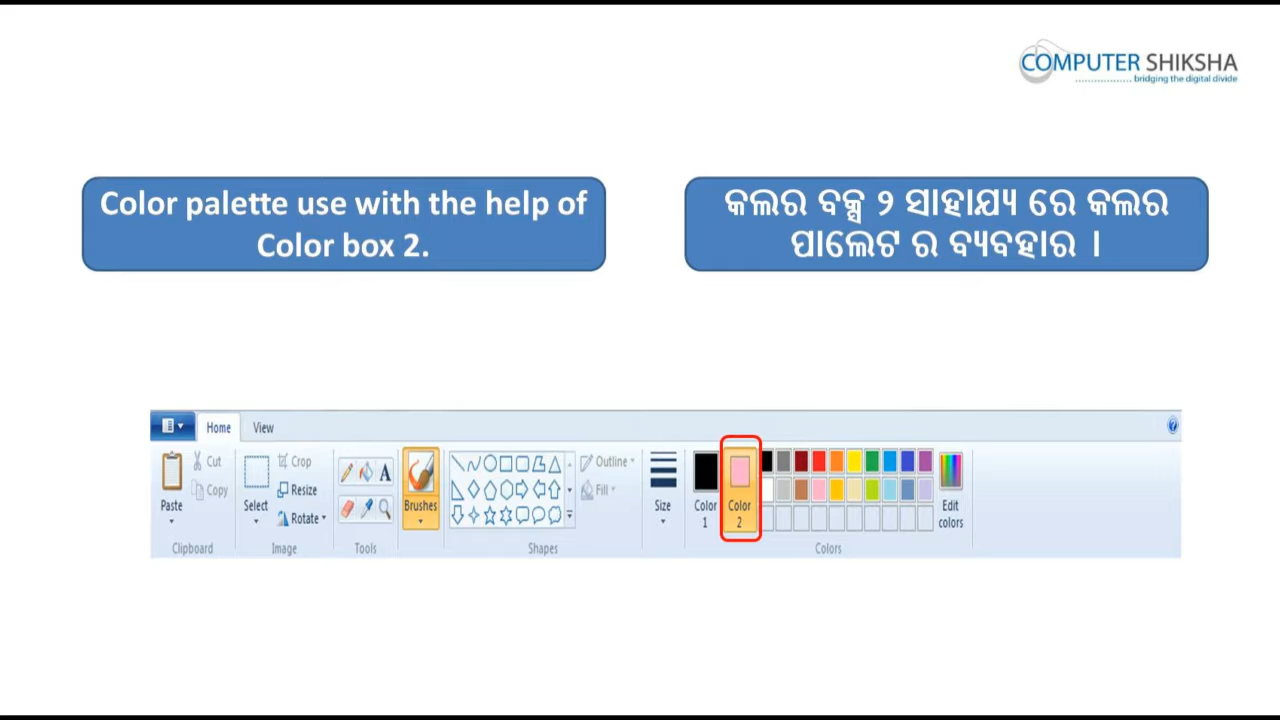 COMPUTER SHIKSHA
bridging the digital divide
Color palette use with the help of
Color box 2.
କଲର ବକ୍ସ ୨ ସାହାଯ୍ୟ ରେ କଲର
ପାଲେଟ ର ବ୍ୟବହାର ।
Home View
Cut
Copy
Paste
Clipboard
Crop
Resize
Rotate
Select
Image
A
Tools
Brushes
Outline
Fill
Shapes
Size
Color
1
Color
2
Edit
colors
Colors